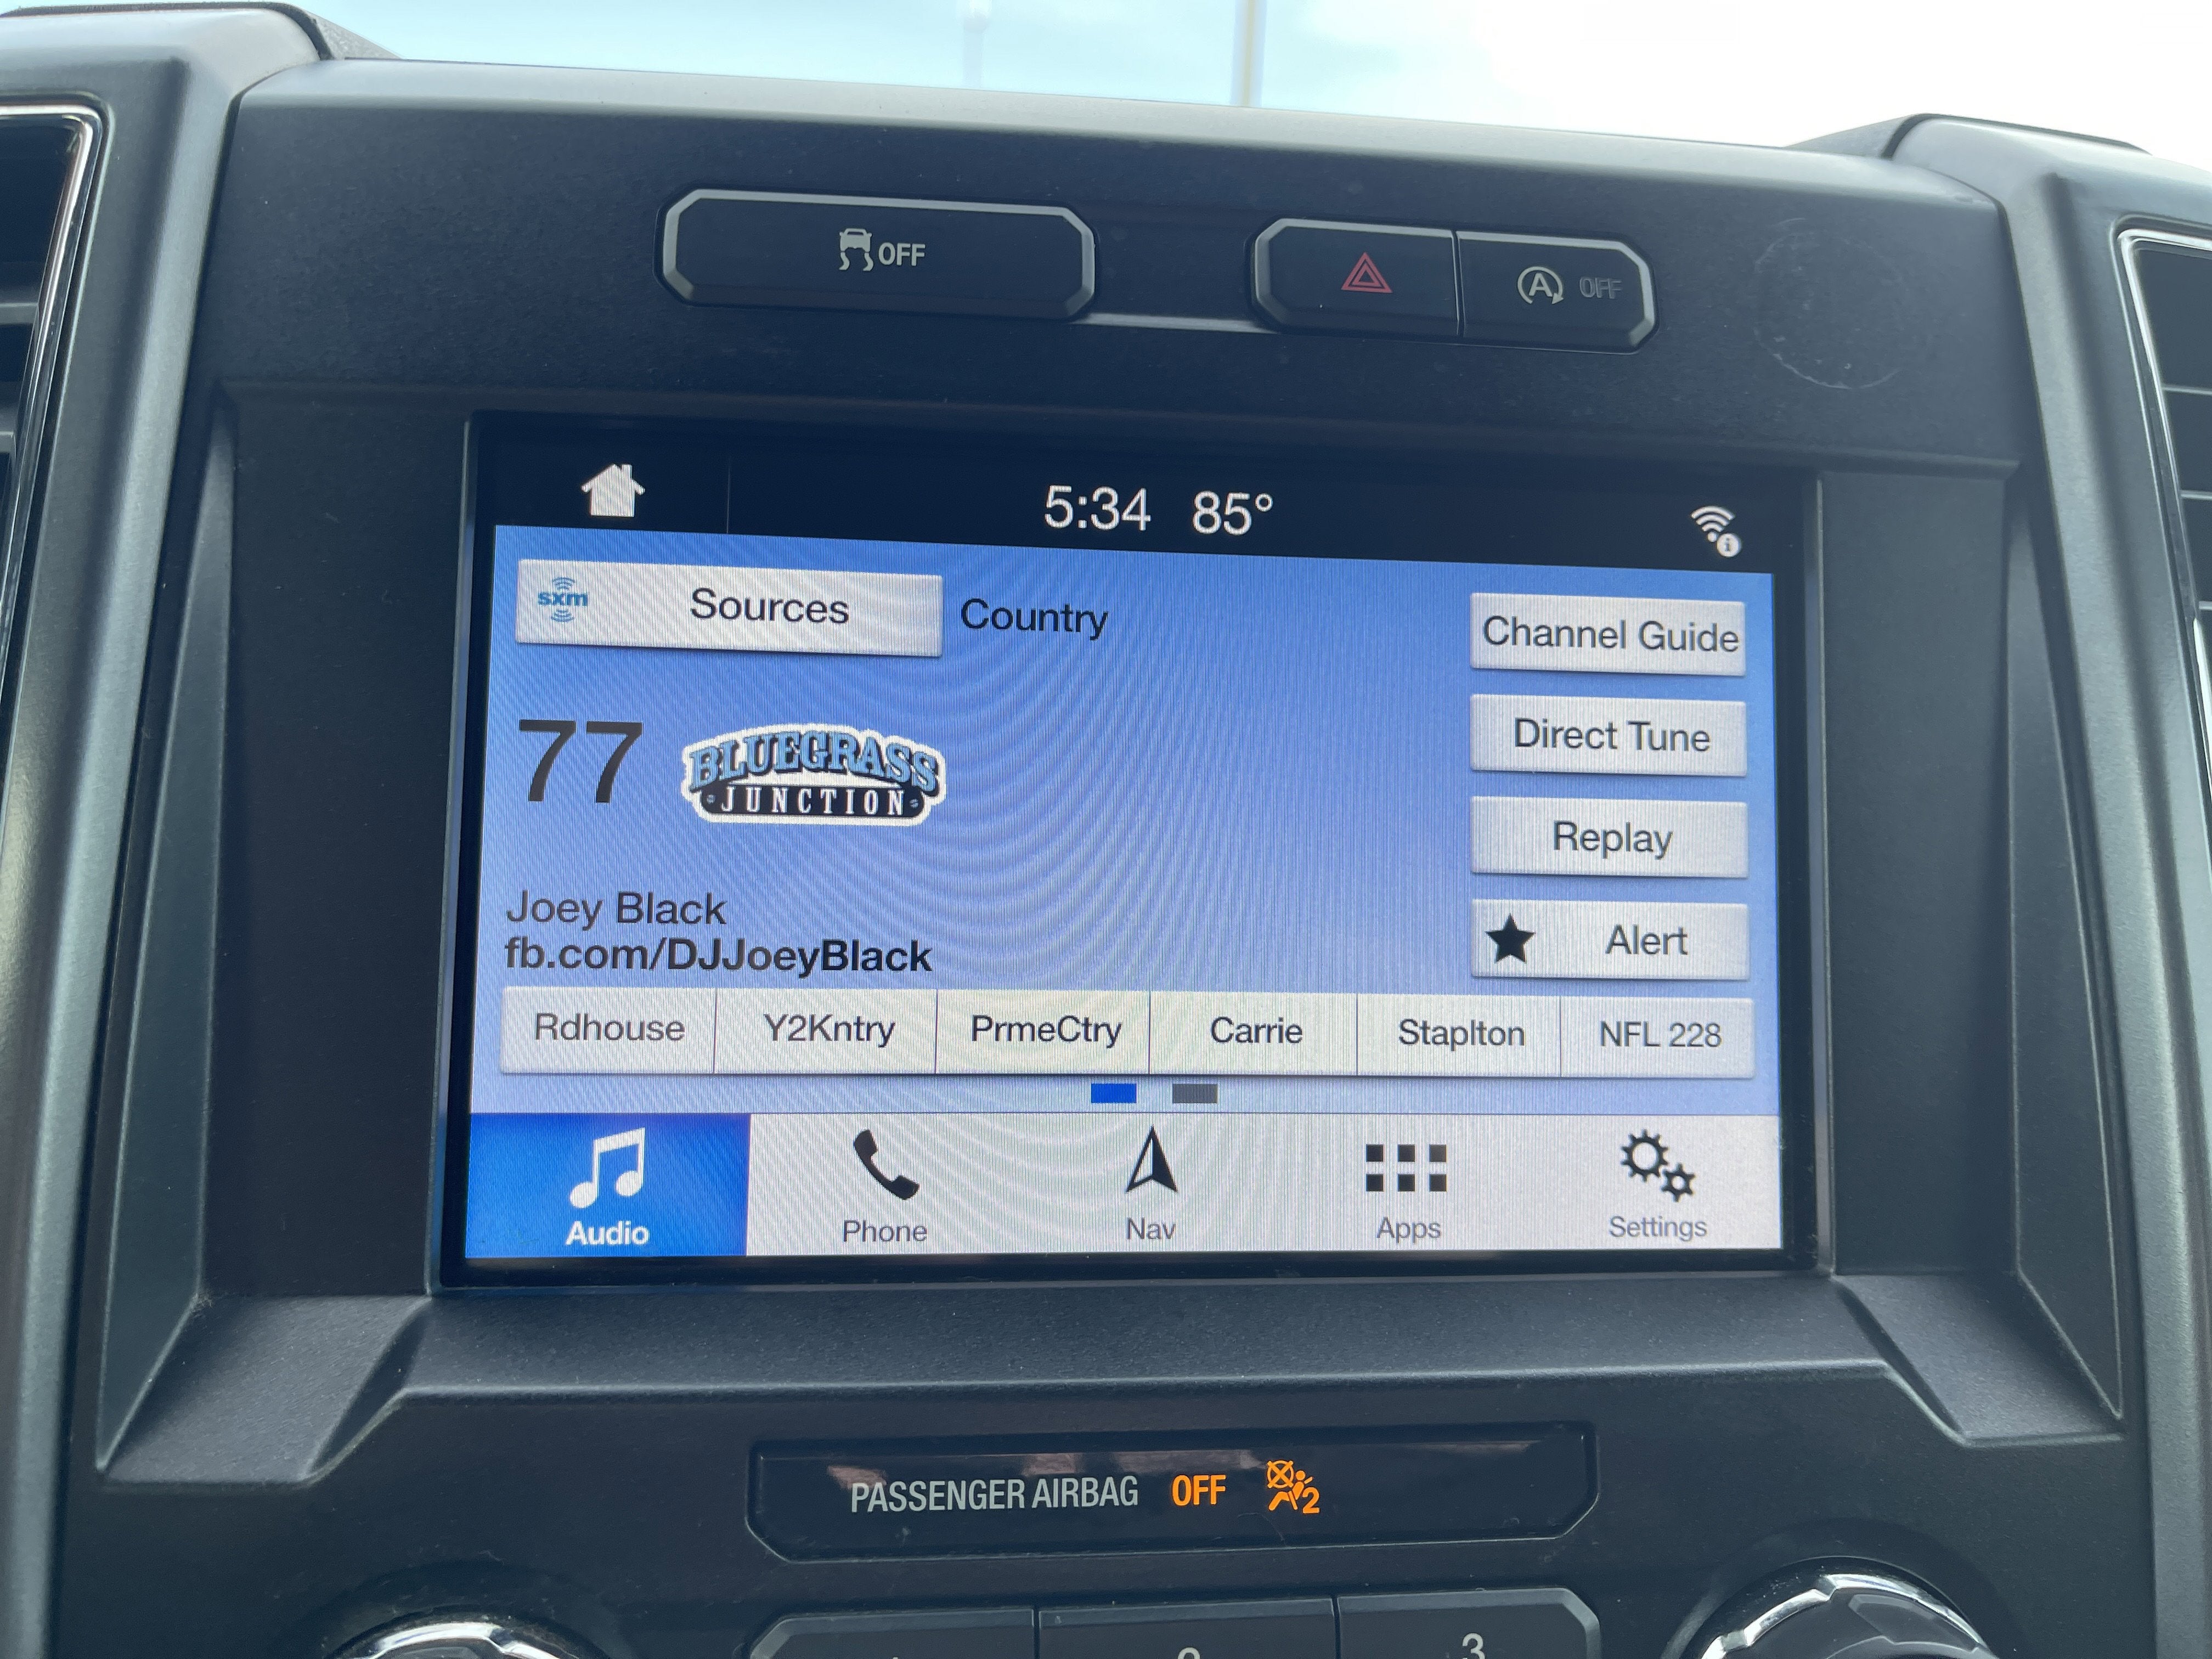 OFF
A OFF
5:34 85°
sxm Sources Country
Channel Guide
77 BLUEGRASS
JUNCTION
Direct Tune
Replay
Joey Black
fb.com/DJJoeyBlack
Alert
Rdhouse Y2Kntry PrmeCtry Carrie Staplton NFL 228
Audio Phone Nav Apps Settings
PASSENGER AIRBAG OFF 2
3